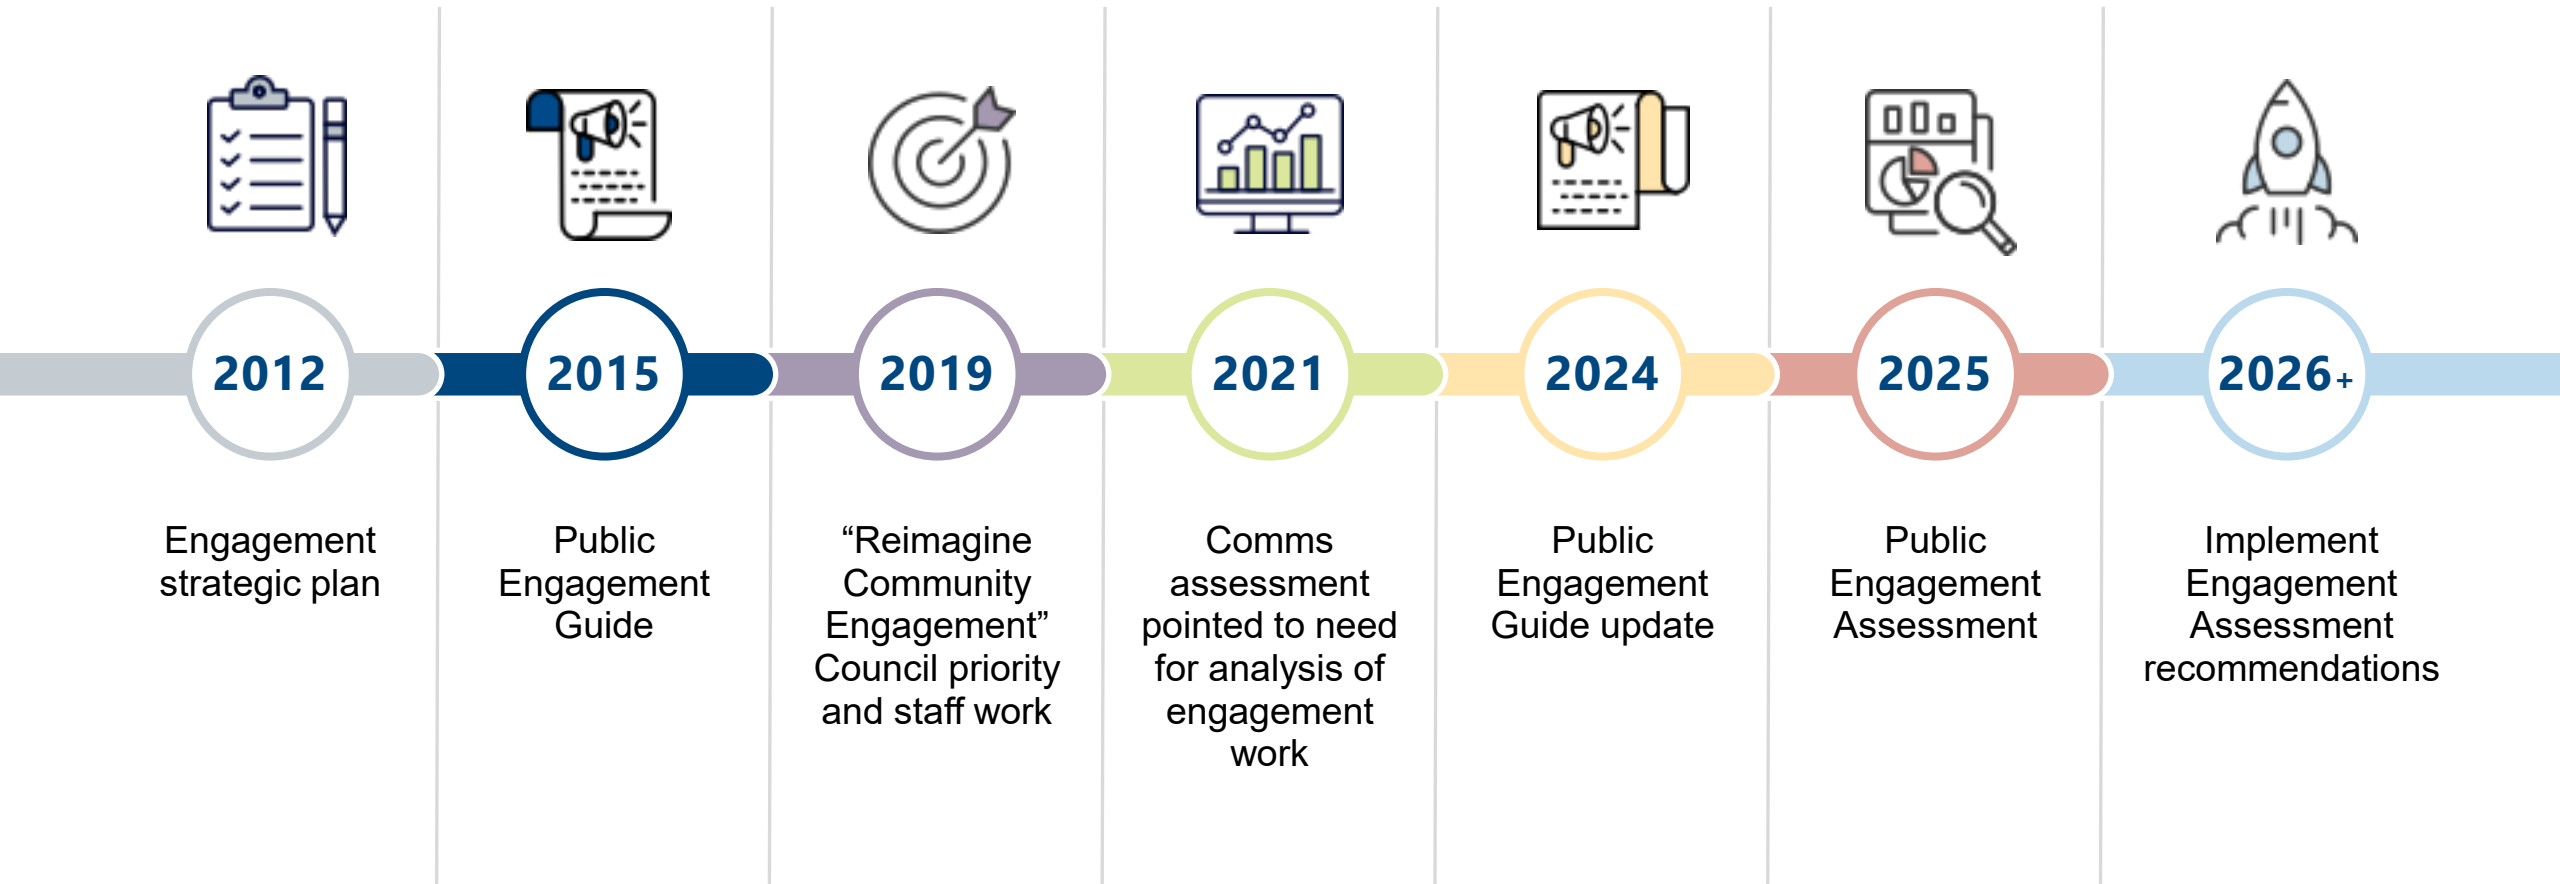 2012
2015
2019
2021
2024
2025
2026+
Engagement
strategic plan
Public
Engagement
Guide
“Reimagine
Community
Engagement”
Council priority
and staff work
Comms
assessment
pointed to need
for analysis of
engagement
work
Public
Engagement
Guide update
Public
Engagement
Assessment
Implement
Engagement
Assessment
recommendations